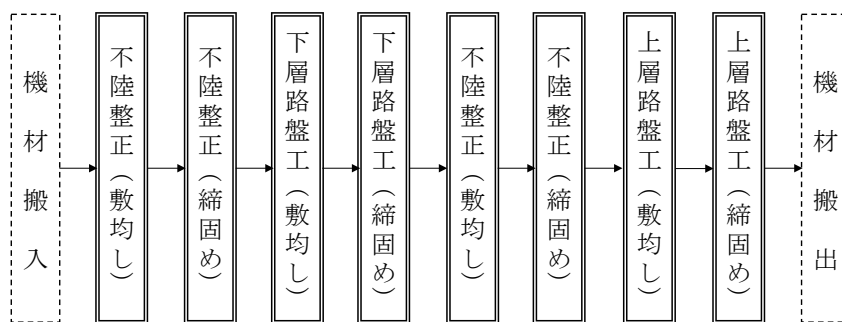 機材搬入
不陸整正（敷均し）
不陸整正（締固め）
下層路盤工（敷均し）
下層路盤工（締固め）
不陸整正（敷均し）
不陸整正（締固め）
上層路盤工（敷均し）
上層路盤工（締固め）
機材搬出